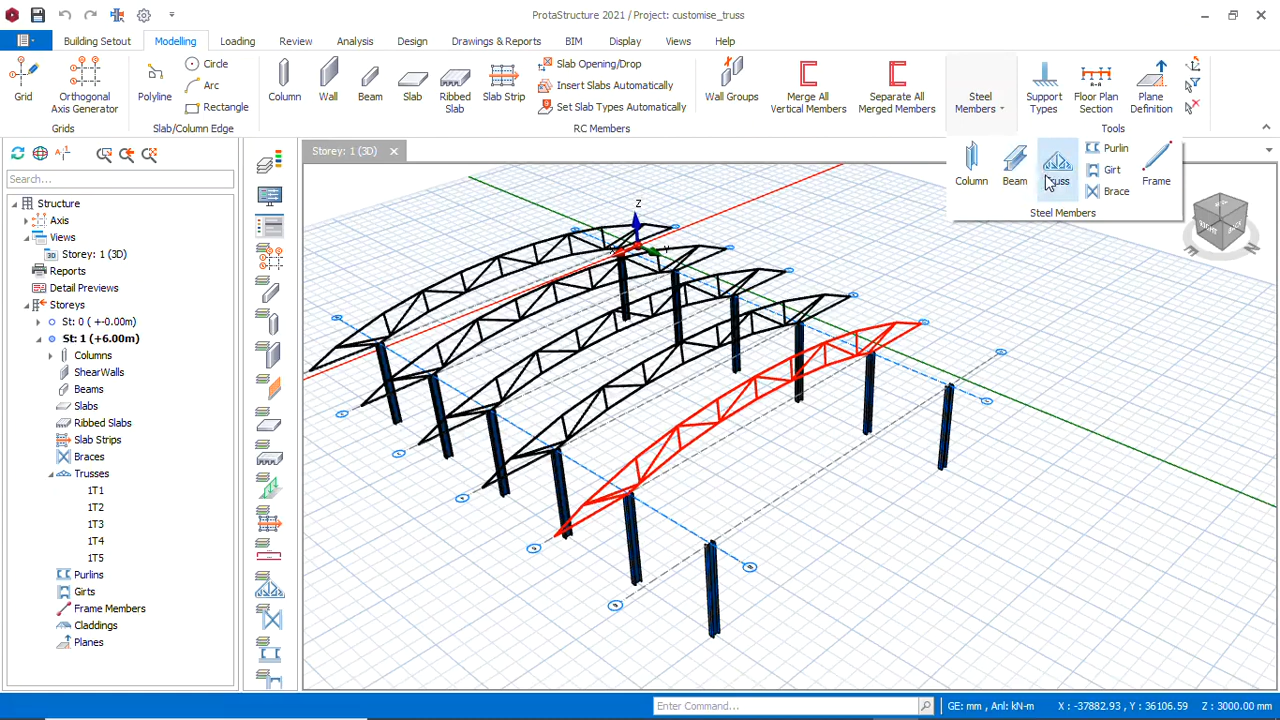 ProtaStructure 2021 / Project: customise_truss
Building Setout
Modelling
Loading
Review
Analysis
Design
Drawings & Reports
BIM
Display
Views
Help
Grid
Orthogonal
Axis Generator
Grids
Polyline
Circle
Arc
Rectangle
Slab/Column Edge
Column
Wall
Beam
Slab
Ribbed
Slab
Slab Strip
Slab Opening/Drop
Insert Slabs Automatically
Set Slab Types Automatically
RC Members
Wall Groups
Merge All
Vertical Members
Separate All
Merged Members
Steel
Members
Support
Types
Floor Plan
Section
Plane
Definition
Tools
Column
Beam
Purlin
Girt
Brace
Frame
Steel Members
Search...
Structure
Axis
Views
3D Storey: 1 (3D)
Reports
Detail Previews
Storeys
St: 0 ( +-0.00m)
St: 1 (+6.00m)
Columns
ShearWalls
Beams
Slabs
Ribbed Slabs
Slab Strips
Braces
Trusses
1T1
1T2
1T3
1T4
1T5
Purlins
Girts
Frame Members
Claddings
Planes
Storey: 1 (3D)
Z
RIGHT
Enter Command...
GE: mm, Anl: kN-m
X : -37882.93 , Y : 36106.59
Z : 3000.00 mm